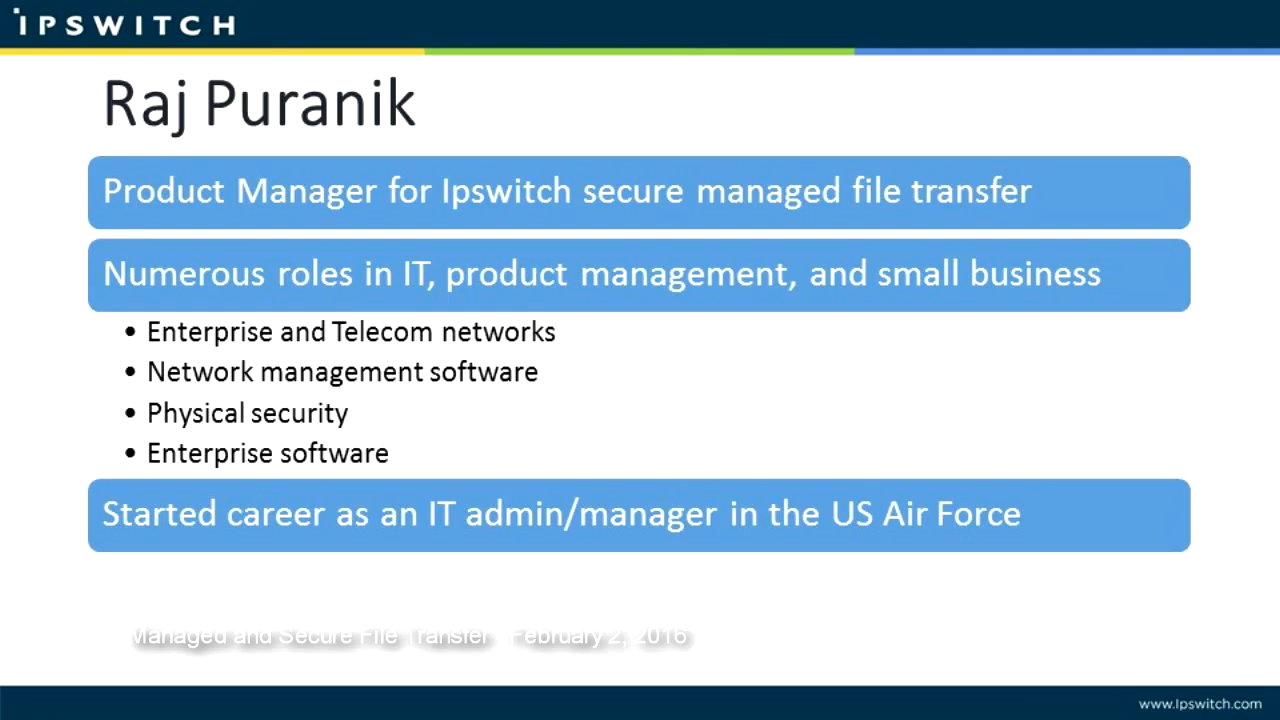 IPSWITCH
Raj Puranik
Product Manager for Ipswitch secure managed file transfer
Numerous roles in IT, product management, and small business
• Enterprise and Telecom networks
• Network management software
• Physical security
• Enterprise software
Started career as an IT admin/manager in the US Air Force
Managed and Secure File Transfer - February 2, 2016
www.Ipswitch.com